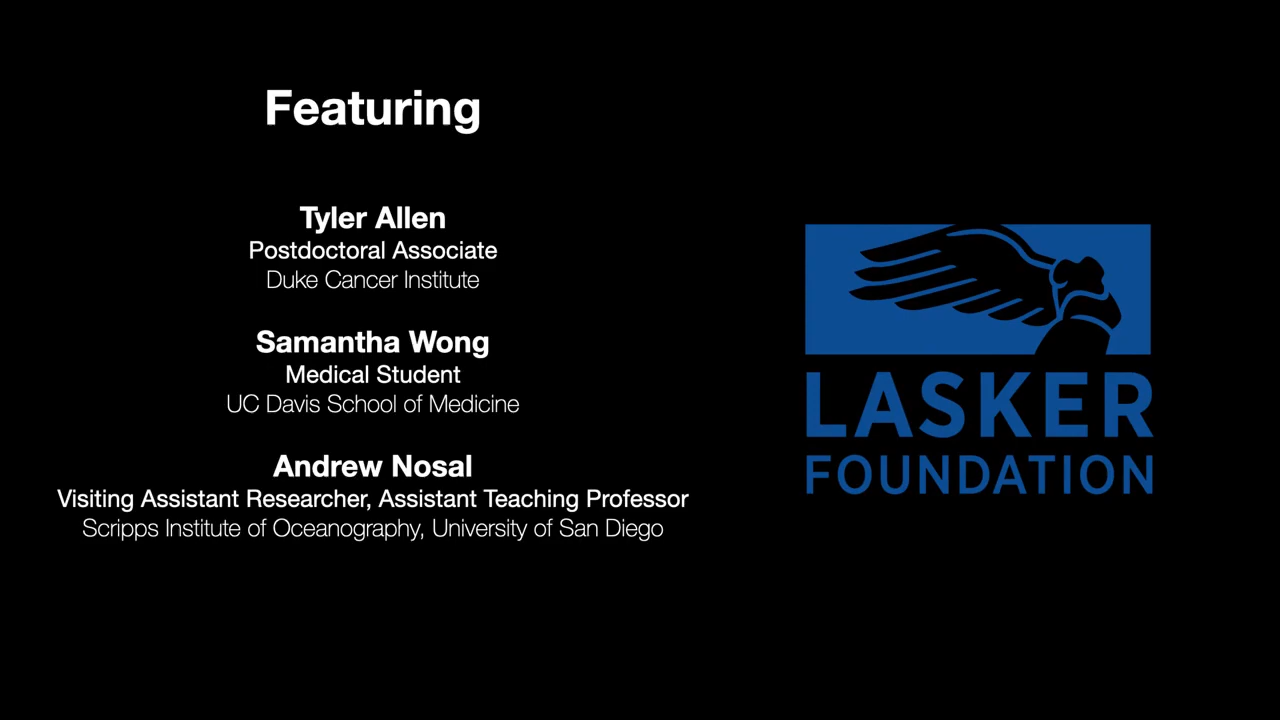 Featuring
Tyler Allen
Postdoctoral Associate
Duke Cancer Institute
Samantha Wong
Medical Student
UC Davis School of Medicine
Andrew Nosal
Visiting Assistant Researcher, Assistant Teaching Professor
Scripps Institute of Oceanography, University of San Diego
LASKER
FOUNDATION